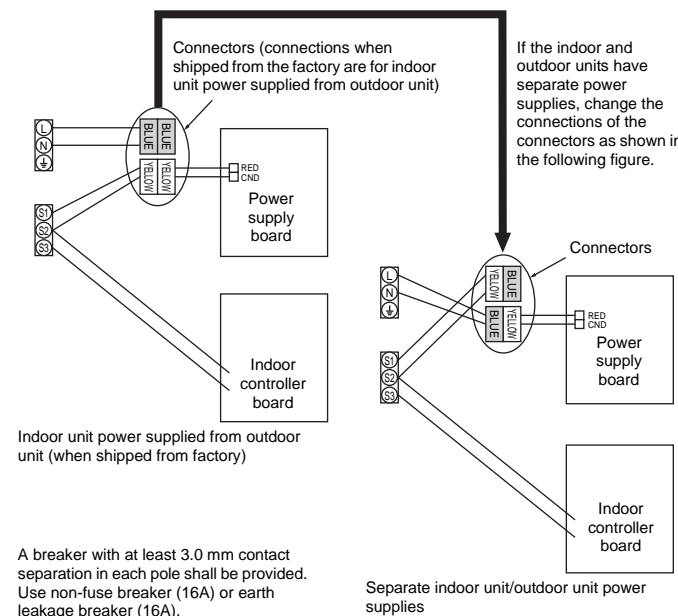 Connectors (connections when
shipped from the factory are for indoor
unit power supplied from outdoor unit)
If the indoor and
outdoor units have
separate power
supplies, change the
connections of the
connectors as shown in
the following figure.
L
N
BLUE
BLUE
YELLOW
YELLOW
RED
CND
Power
supply
board
S1
S2
S3
Indoor
controller
board
Indoor unit power supplied from outdoor
unit (when shipped from factory)
Connectors
L
N
YELLOW
BLUE
BLUE
YELLOW
RED
CND
Power
supply
board
S1
S2
S3
Indoor
controller
board
Separate indoor unit/outdoor unit power
supplies
A breaker with at least 3.0 mm contact
separation in each pole shall be provided.
Use non-fuse breaker (16A) or earth
leakage breaker (16A).